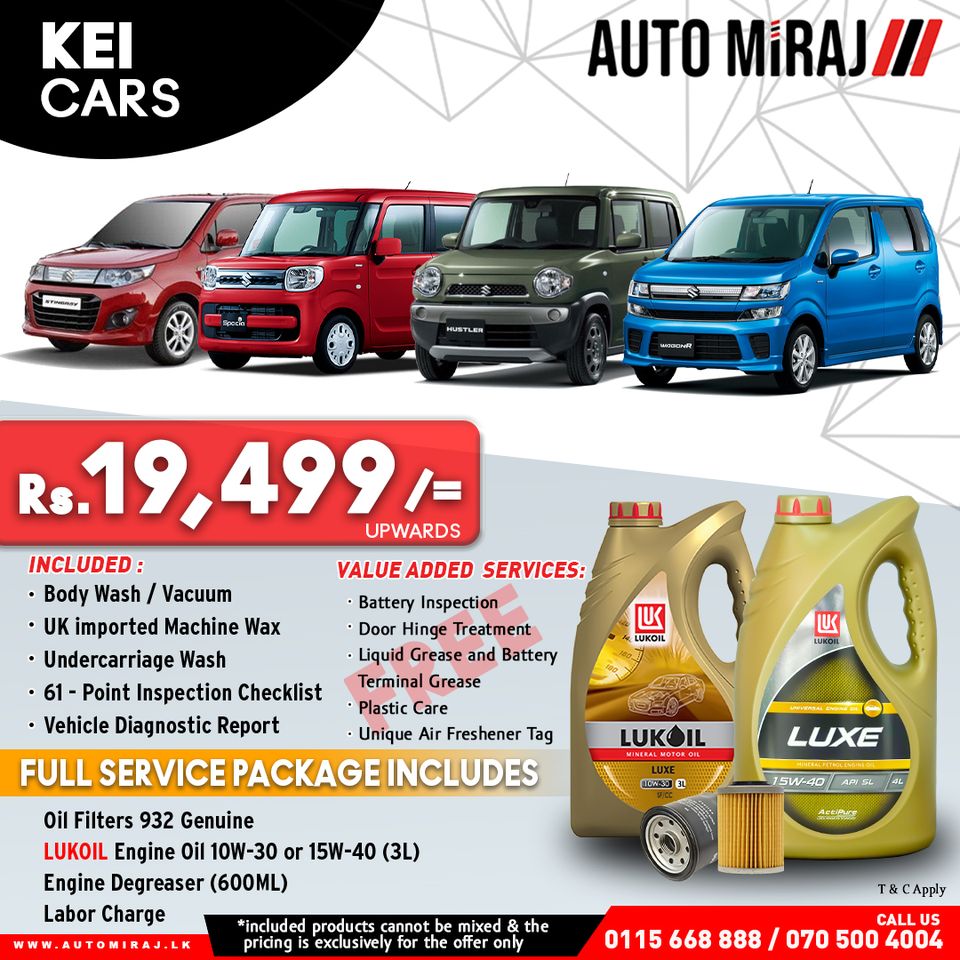 KEI
CARS
AUTO MiRAJ
STINGRAY
Spacia
HUSTLER
WAGONR
Rs.19,499/=
UPWARDS
INCLUDED :
· Body Wash / Vacuum
· UK imported Machine Wax
· Undercarriage Wash
· 61 - Point Inspection Checklist
· Vehicle Diagnostic Report
VALUE ADDED SERVICES:
FREE
· Battery Inspection
· Door Hinge Treatment
· Liquid Grease and Battery
Terminal Grease
· Plastic Care
· Unique Air Freshener Tag
LUK
LUKOIL
LUKOIL
MINERAL MOTOR OIL
LUXE
10W-30 3L
SF/CC
LUK
LUKOIL
UNIVERSAL ENGINE OIL
LUXE
MINERAL PETROL ENGINE OIL
15W-40 API SL 4L
ActiPure
FULL SERVICE PACKAGE INCLUDES
Oil Filters 932 Genuine
LUKOIL Engine Oil 10W-30 or 15W-40 (3L)
Engine Degreaser (600ML)
Labor Charge
T & C Apply
WWW.AUTOMIRAJ.LK
*included products cannot be mixed & the
pricing is exclusively for the offer only
CALL US
0115 668 888 / 070 500 4004